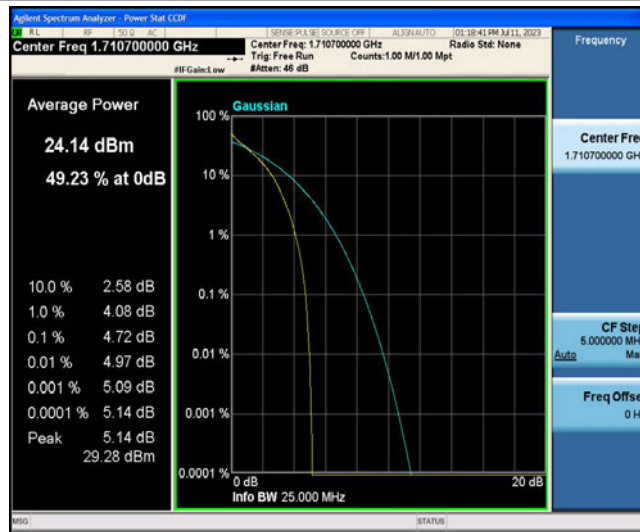 Agilent Spectrum Analyzer - Power Stat CCDF
RL RF 50 Ω AC SENSE:PULSE SOURCE OFF ALIGN AUTO 01:18:41 PM Jul 11, 2023
Center Freq 1.710700000 GHz
Center Freq: 1.710700000 GHz Radio Std: None
Trig: Free Run Counts:1.00 M/1.00 Mpt
#IFGain:Low #Atten: 46 dB
Frequency
Average Power
24.14 dBm
49.23 % at 0dB
10.0 % 2.58 dB
1.0 % 4.08 dB
0.1 % 4.72 dB
0.01 % 4.97 dB
0.001 % 5.09 dB
0.0001 % 5.14 dB
Peak 5.14 dB
29.28 dBm
Gaussian
100 %
10 %
1 %
0.1 %
0.01 %
0.001 %
0.0001 %
0 dB 20 dB
Info BW 25.000 MHz
Center Fre
1.710700000 GH
CF Ste
5.000000 MH
Auto Ma
Freq Offse
0 H
MSG STATUS